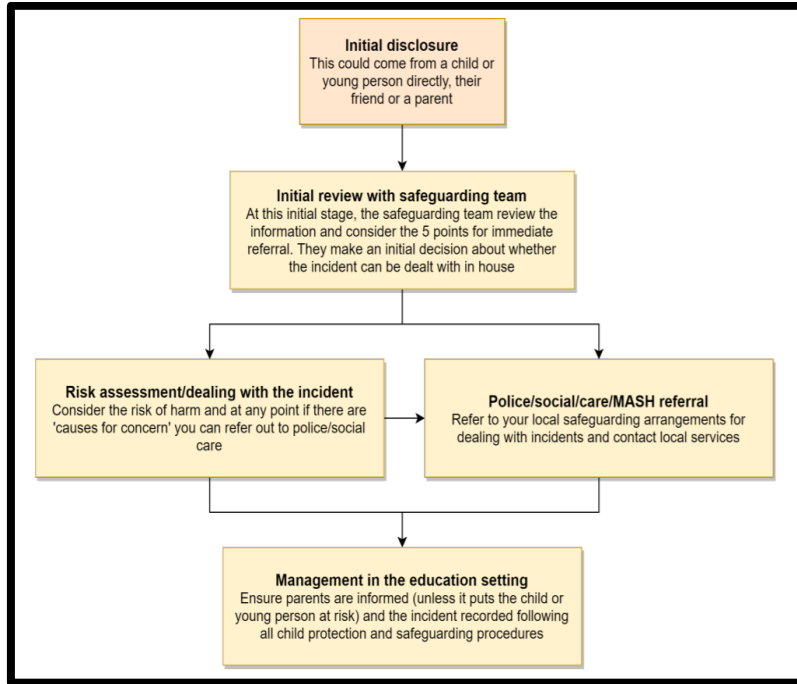 Initial disclosure
This could come from a child or
young person directly, their
friend or a parent
Initial review with safeguarding team
At this initial stage, the safeguarding team review the
information and consider the 5 points for immediate
referral. They make an initial decision about whether
the incident can be dealt with in house
Risk assessment/dealing with the incident
Consider the risk of harm and at any point if there are
'causes for concern' you can refer out to police/social
care
Police/social/care/MASH referral
Refer to your local safeguarding arrangements for
dealing with incidents and contact local services
Management in the education setting
Ensure parents are informed (unless it puts the child or
young person at risk) and the incident recorded following
all child protection and safeguarding procedures